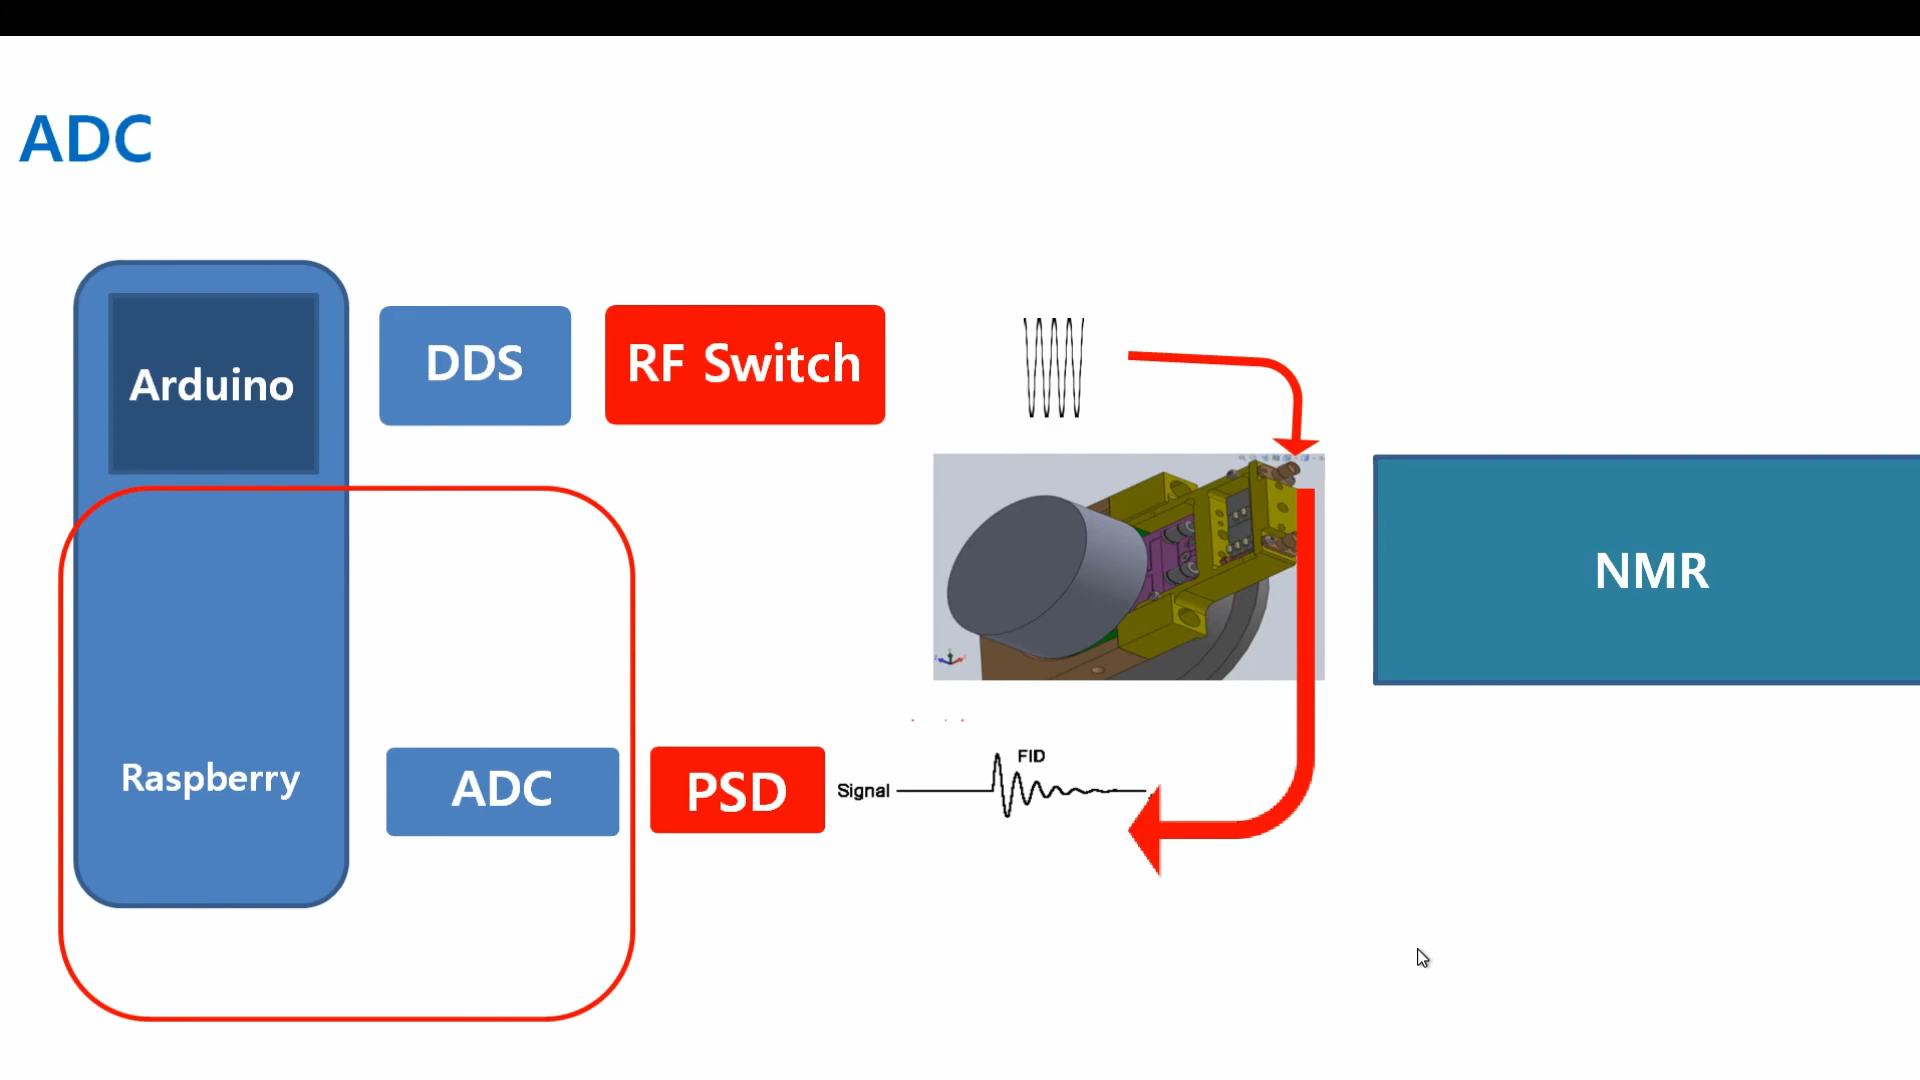 ADC
Arduino
DDS
RF Switch
NMR
Raspberry
ADC
PSD
Signal
FID